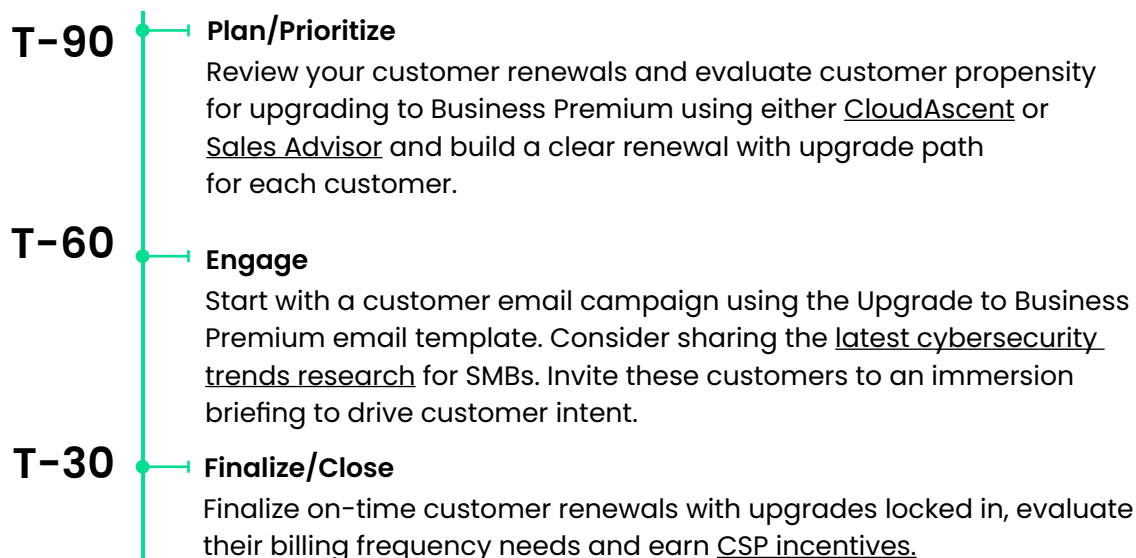 T-90
Plan/Prioritize
Review your customer renewals and evaluate customer propensity
for upgrading to Business Premium using either CloudAscent or
Sales Advisor and build a clear renewal with upgrade path
for each customer.
T-60
Engage
Start with a customer email campaign using the Upgrade to Business
Premium email template. Consider sharing the latest cybersecurity
trends research for SMBs. Invite these customers to an immersion
briefing to drive customer intent.
T-30
Finalize/Close
Finalize on-time customer renewals with upgrades locked in, evaluate
their billing frequency needs and earn CSP incentives.